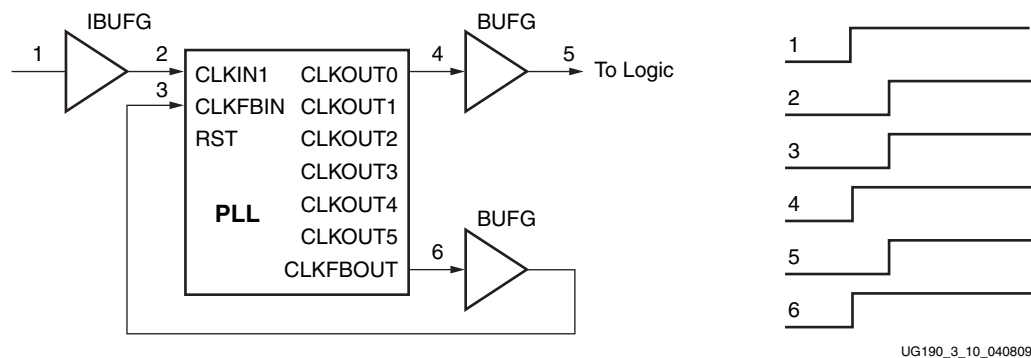 IBUFG
BUFG
1
2
3
4
5
To Logic
CLKIN1
CLKFBIN
RST
PLL
CLKOUT0
CLKOUT1
CLKOUT2
CLKOUT3
CLKOUT4
CLKOUT5
CLKFBOUT
6
BUFG
1
2
3
4
5
6
UG190_3_10_040809